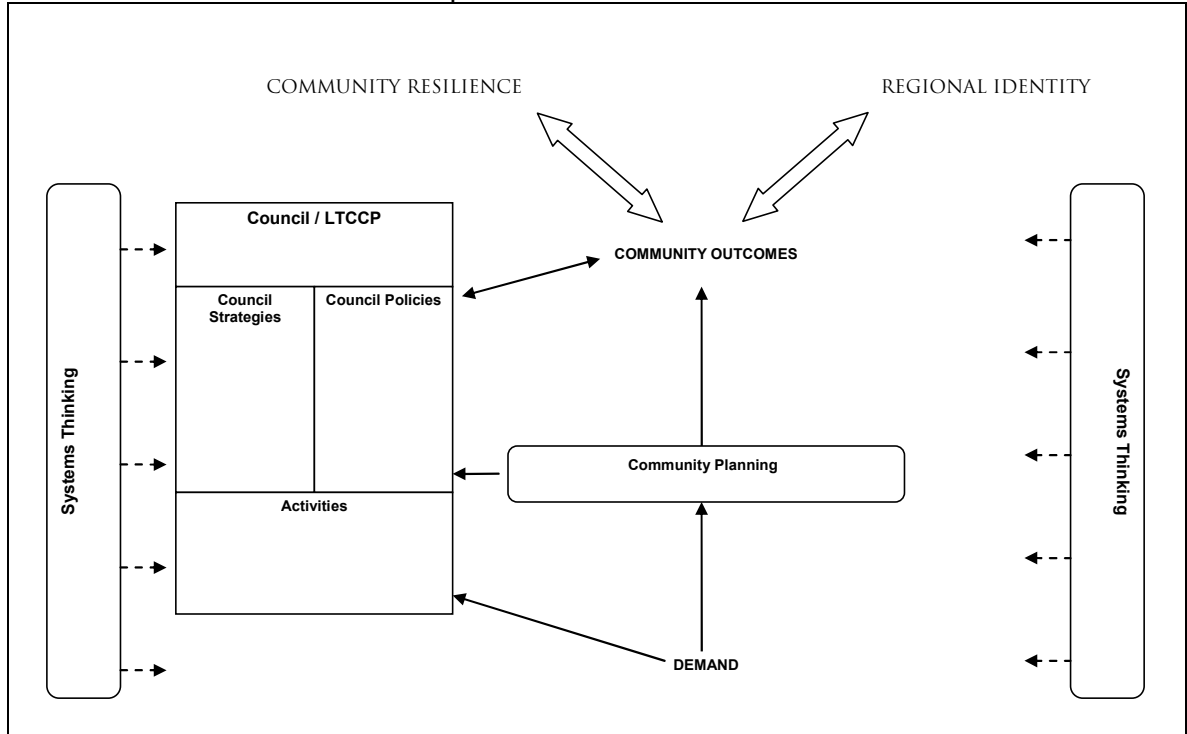 COMMUNITY RESILIENCE
REGIONAL IDENTITY
Systems Thinking
Council / LTCCP
Council
Strategies
Council Policies
Activities
COMMUNITY OUTCOMES
Community Planning
DEMAND
Systems Thinking